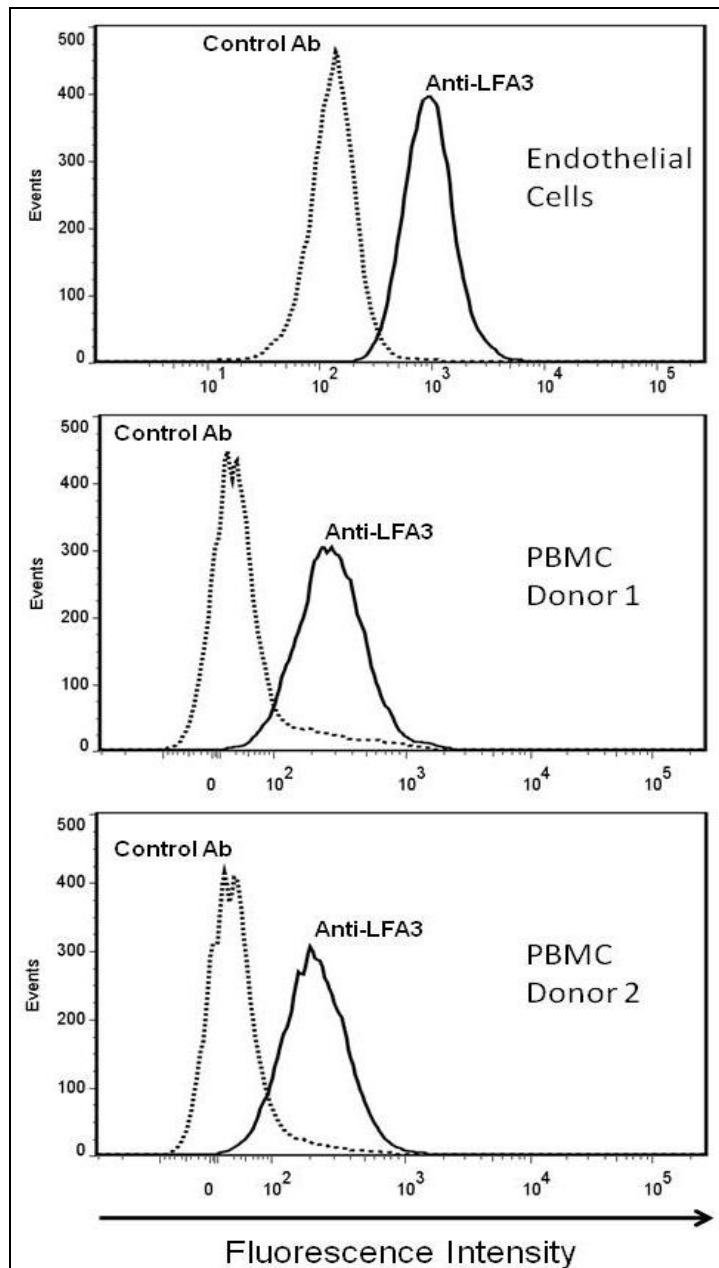 500
400
300
200
100
0
Events
Control Ab
Anti-LFA3
Endothelial
Cells
10^1
10^2
10^3
10^4
10^5
500
400
300
200
100
0
Events
Control Ab
Anti-LFA3
PBMC
Donor 1
0
10^2
10^3
10^4
10^5
500
400
300
200
100
0
Events
Control Ab
Anti-LFA3
PBMC
Donor 2
0
10^2
10^3
10^4
10^5
Fluorescence Intensity